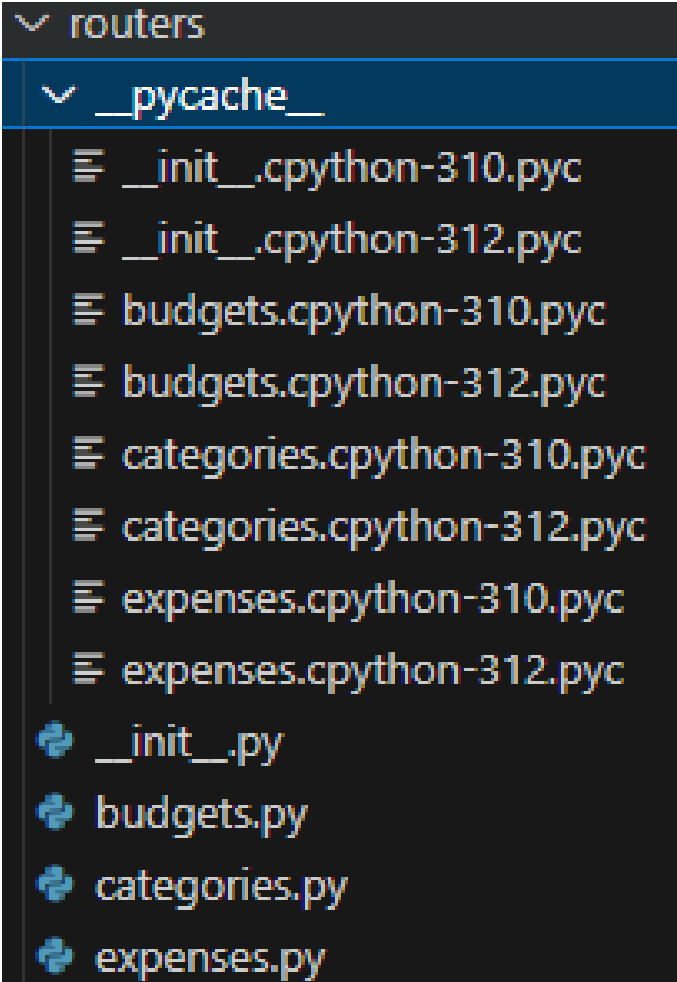 routers
__pycache__
__init__.cpython-310.pyc
__init__.cpython-312.pyc
budgets.cpython-310.pyc
budgets.cpython-312.pyc
categories.cpython-310.pyc
categories.cpython-312.pyc
expenses.cpython-310.pyc
expenses.cpython-312.pyc
__init__.py
budgets.py
categories.py
expenses.py